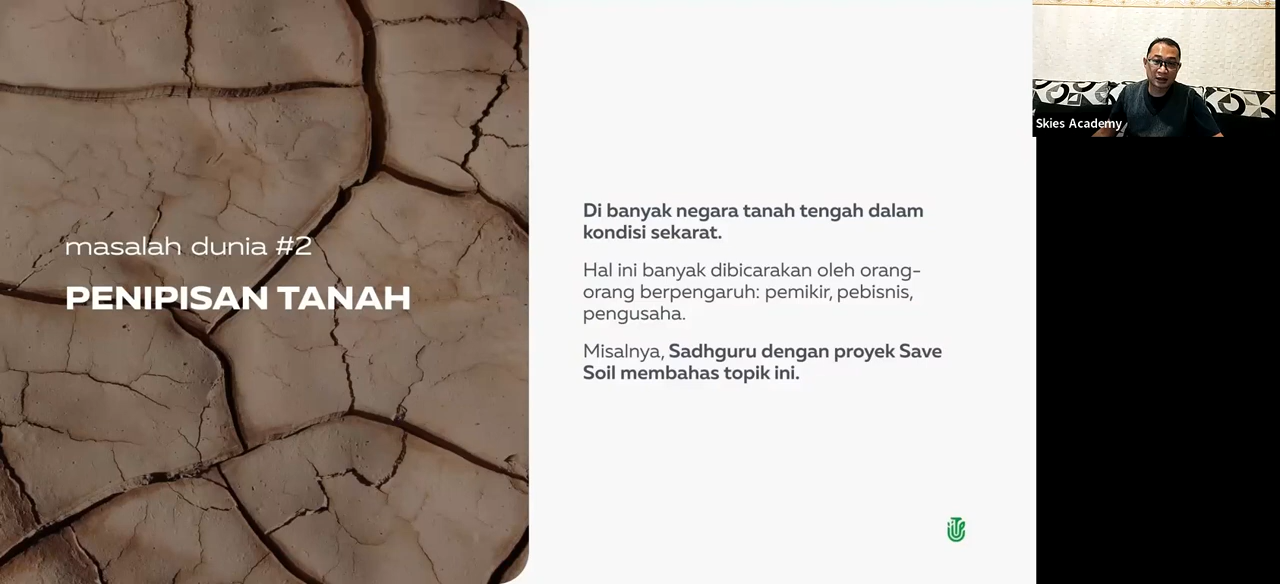 masalah dunia #2
PENIPISAN TANAH
Di banyak negara tanah tengah dalam
kondisi sekarat.
Hal ini banyak dibicarakan oleh orang-
orang berpengaruh: pemikir, pebisnis,
pengusaha.
Misalnya, Sadhguru dengan proyek Save
Soil membahas topik ini.
Skies Academy